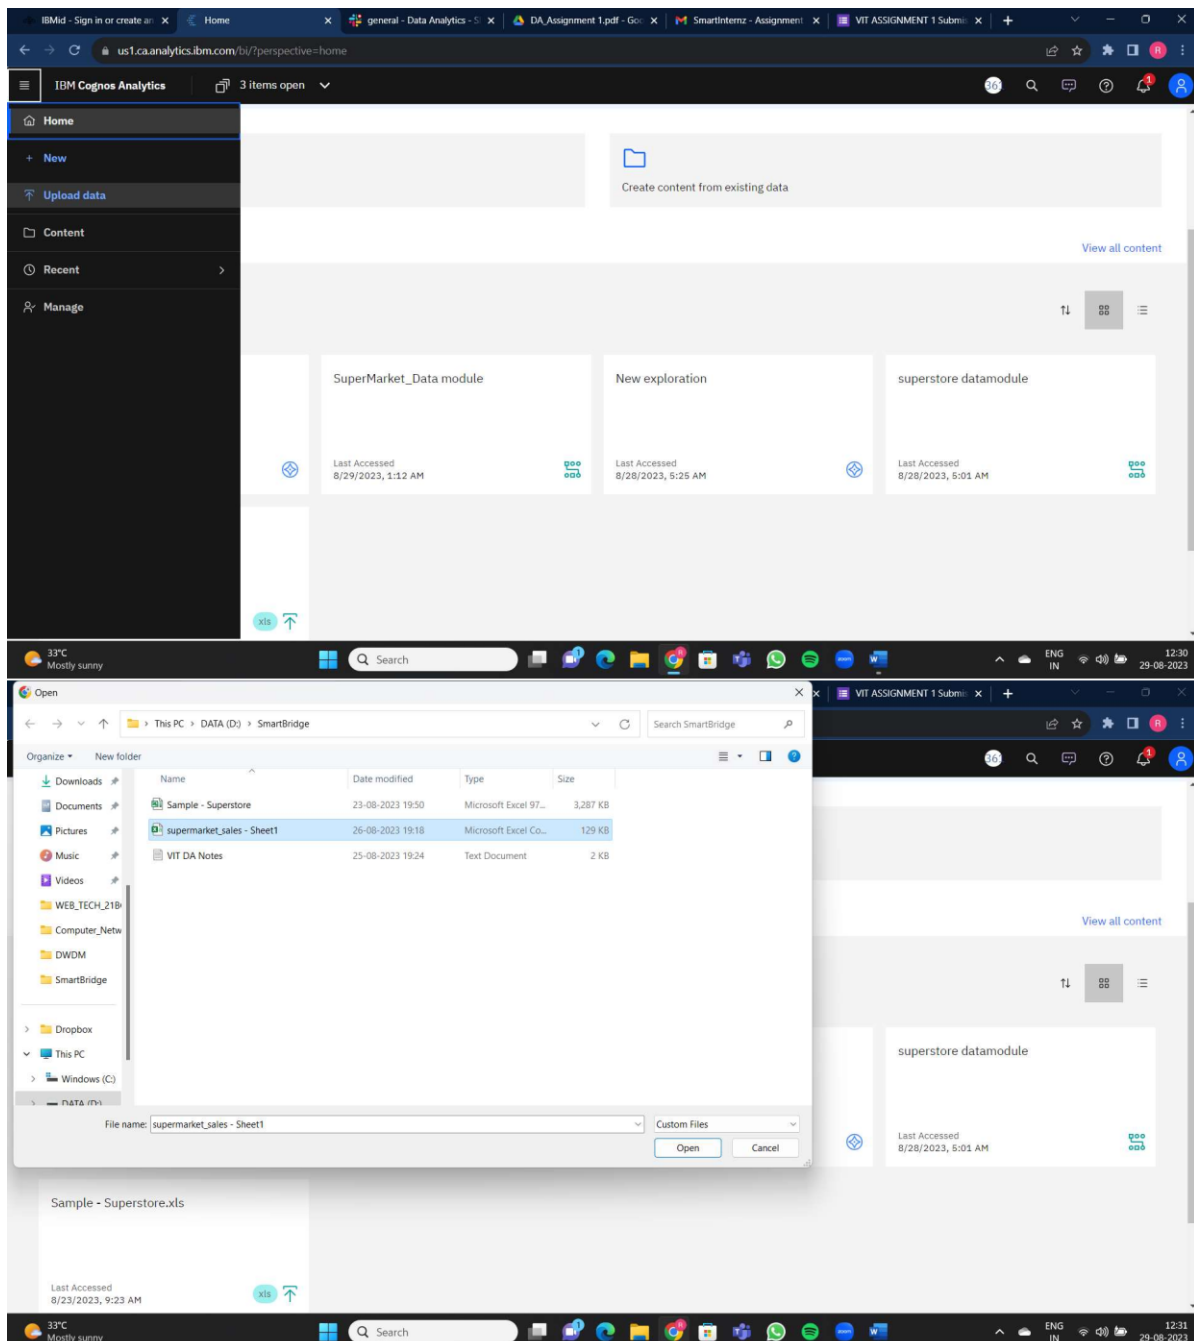 IBMid - Sign in or create an
Home
general - Data Analytics - Sl
DA_Assignment 1.pdf - Goo
SmartInternz - Assignment
VIT ASSIGNMENT 1 Submis
us1.ca.analytics.ibm.com/bi/?perspective=home
R
IBM Cognos Analytics
3 items open
36
1
Home
New
Upload data
Content
Recent
Manage
Create content from existing data
View all content
SuperMarket_Data module
New exploration
superstore datamodule
Last Accessed
8/29/2023, 1:12 AM
Last Accessed
8/28/2023, 5:25 AM
Last Accessed
8/28/2023, 5:01 AM
xls
33°C
Mostly sunny
Search
ENG
IN
12:30
29-08-2023
Open
VIT ASSIGNMENT 1 Submis
This PC > DATA (D:) > SmartBridge
Search SmartBridge
R
Organize
New folder
36
1
Name
Date modified
Type
Size
Downloads
Documents
Pictures
Music
Videos
WEB_TECH_21B
Computer_Netw
DWDM
SmartBridge
Dropbox
This PC
Windows (C:)
DATA (D:)
Sample - Superstore
23-08-2023 19:50
Microsoft Excel 97...
3,287 KB
supermarket_sales - Sheet1
26-08-2023 19:18
Microsoft Excel Co...
129 KB
VIT DA Notes
25-08-2023 19:24
Text Document
2 KB
View all content
superstore datamodule
File name:
supermarket_sales - Sheet1
Custom Files
Open
Cancel
Last Accessed
8/28/2023, 5:01 AM
Sample - Superstore.xls
Last Accessed
8/23/2023, 9:23 AM
xls
33°C
Mostly sunny
Search
ENG
IN
12:31
29-08-2023